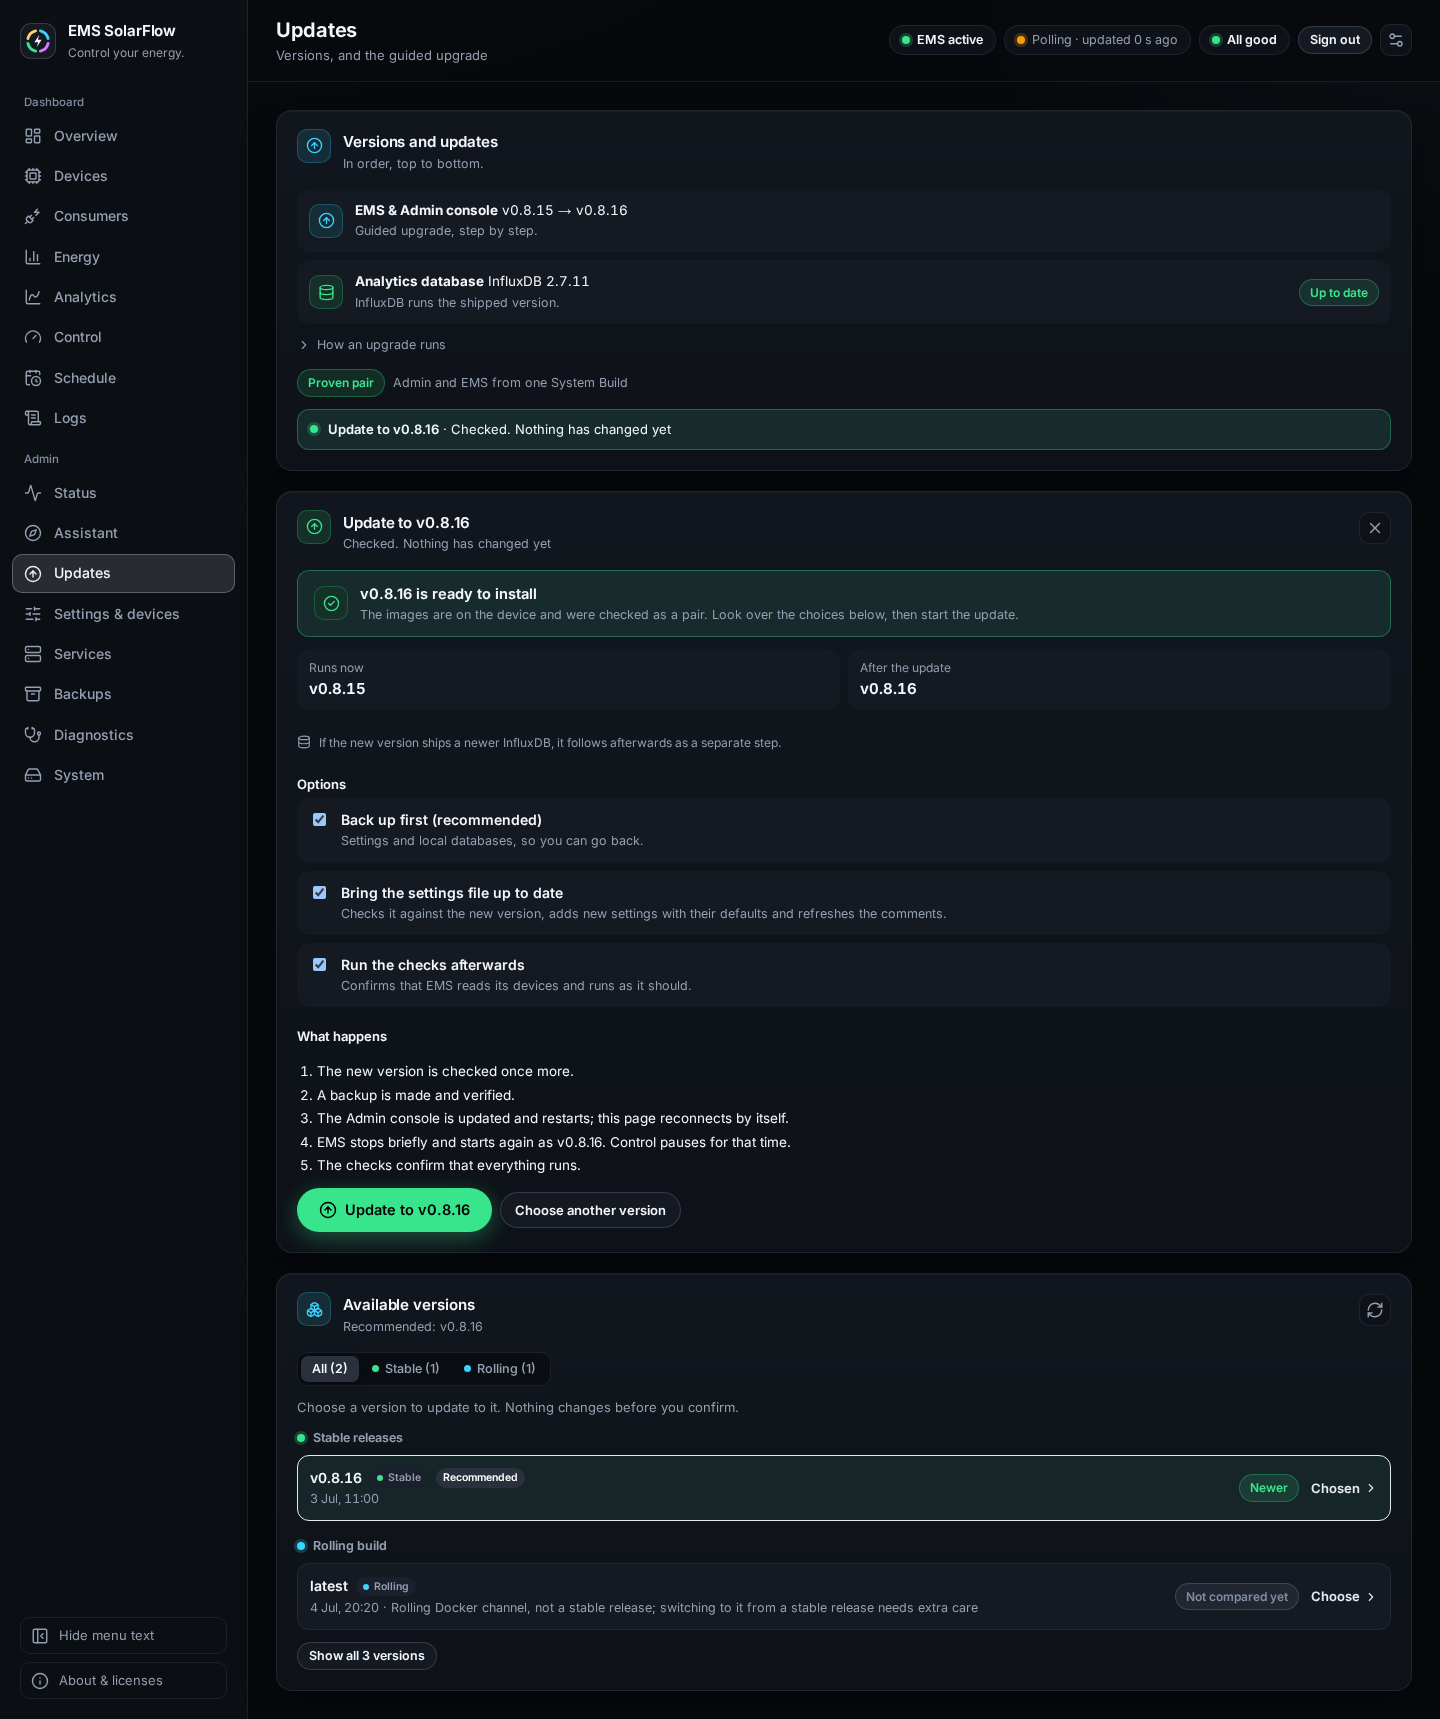 EMS SolarFlow
Control your energy.
Dashboard
Overview
Devices
Consumers
Energy
Analytics
Control
Schedule
Logs
Admin
Status
Assistant
Updates
Settings & devices
Services
Backups
Diagnostics
System
Hide menu text
About & licenses
Updates
Versions, and the guided upgrade
EMS active
Polling · updated 0 s ago
All good
Sign out
Versions and updates
In order, top to bottom.
EMS & Admin console v0.8.15 → v0.8.16
Guided upgrade, step by step.
Analytics database InfluxDB 2.7.11
InfluxDB runs the shipped version.
Up to date
How an upgrade runs
Proven pair Admin and EMS from one System Build
Update to v0.8.16 · Checked. Nothing has changed yet
Update to v0.8.16
Checked. Nothing has changed yet
v0.8.16 is ready to install
The images are on the device and were checked as a pair. Look over the choices below, then start the update.
Runs now
v0.8.15
After the update
v0.8.16
If the new version ships a newer InfluxDB, it follows afterwards as a separate step.
Options
Back up first (recommended)
Settings and local databases, so you can go back.
Bring the settings file up to date
Checks it against the new version, adds new settings with their defaults and refreshes the comments.
Run the checks afterwards
Confirms that EMS reads its devices and runs as it should.
What happens
1. The new version is checked once more.
2. A backup is made and verified.
3. The Admin console is updated and restarts; this page reconnects by itself.
4. EMS stops briefly and starts again as v0.8.16. Control pauses for that time.
5. The checks confirm that everything runs.
Update to v0.8.16
Choose another version
Available versions
Recommended: v0.8.16
All (2)
Stable (1)
Rolling (1)
Choose a version to update to it. Nothing changes before you confirm.
Stable releases
v0.8.16 Stable Recommended
3 Jul, 11:00
Newer
Chosen
Rolling build
latest Rolling
4 Jul, 20:20 · Rolling Docker channel, not a stable release; switching to it from a stable release needs extra care
Not compared yet
Choose
Show all 3 versions